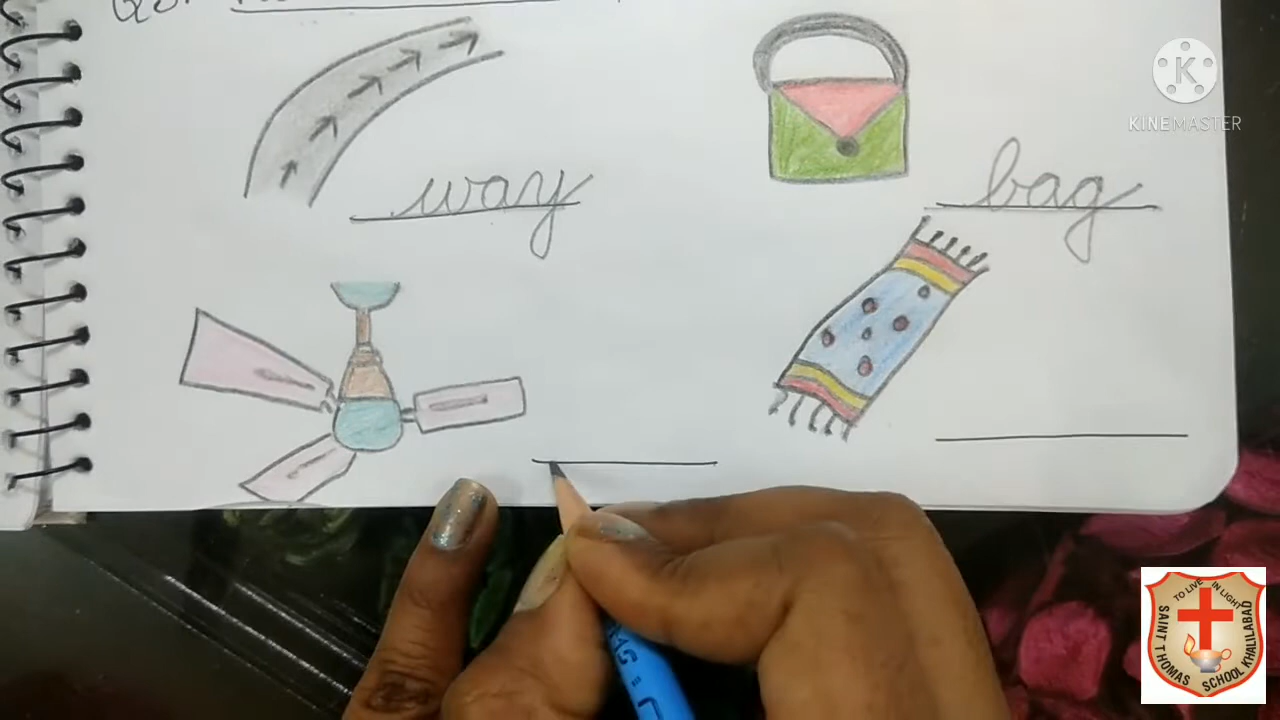 KINEMASTER
way
bag
TO LIVE IN LIGHT
SAINT THOMAS SCHOOL KHALILABAD